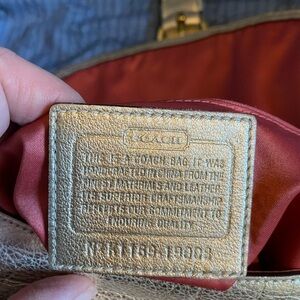 COACH
THIS IS A COACH BAG. IT WAS
HANDCRAFTED IN CHINA FROM THE
FINEST MATERIALS AND LEATHER.
ITS SUPERIOR CRAFTSMANSHIP
REFLECTS OUR COMMITMENT TO
ENDURING QUALITY.